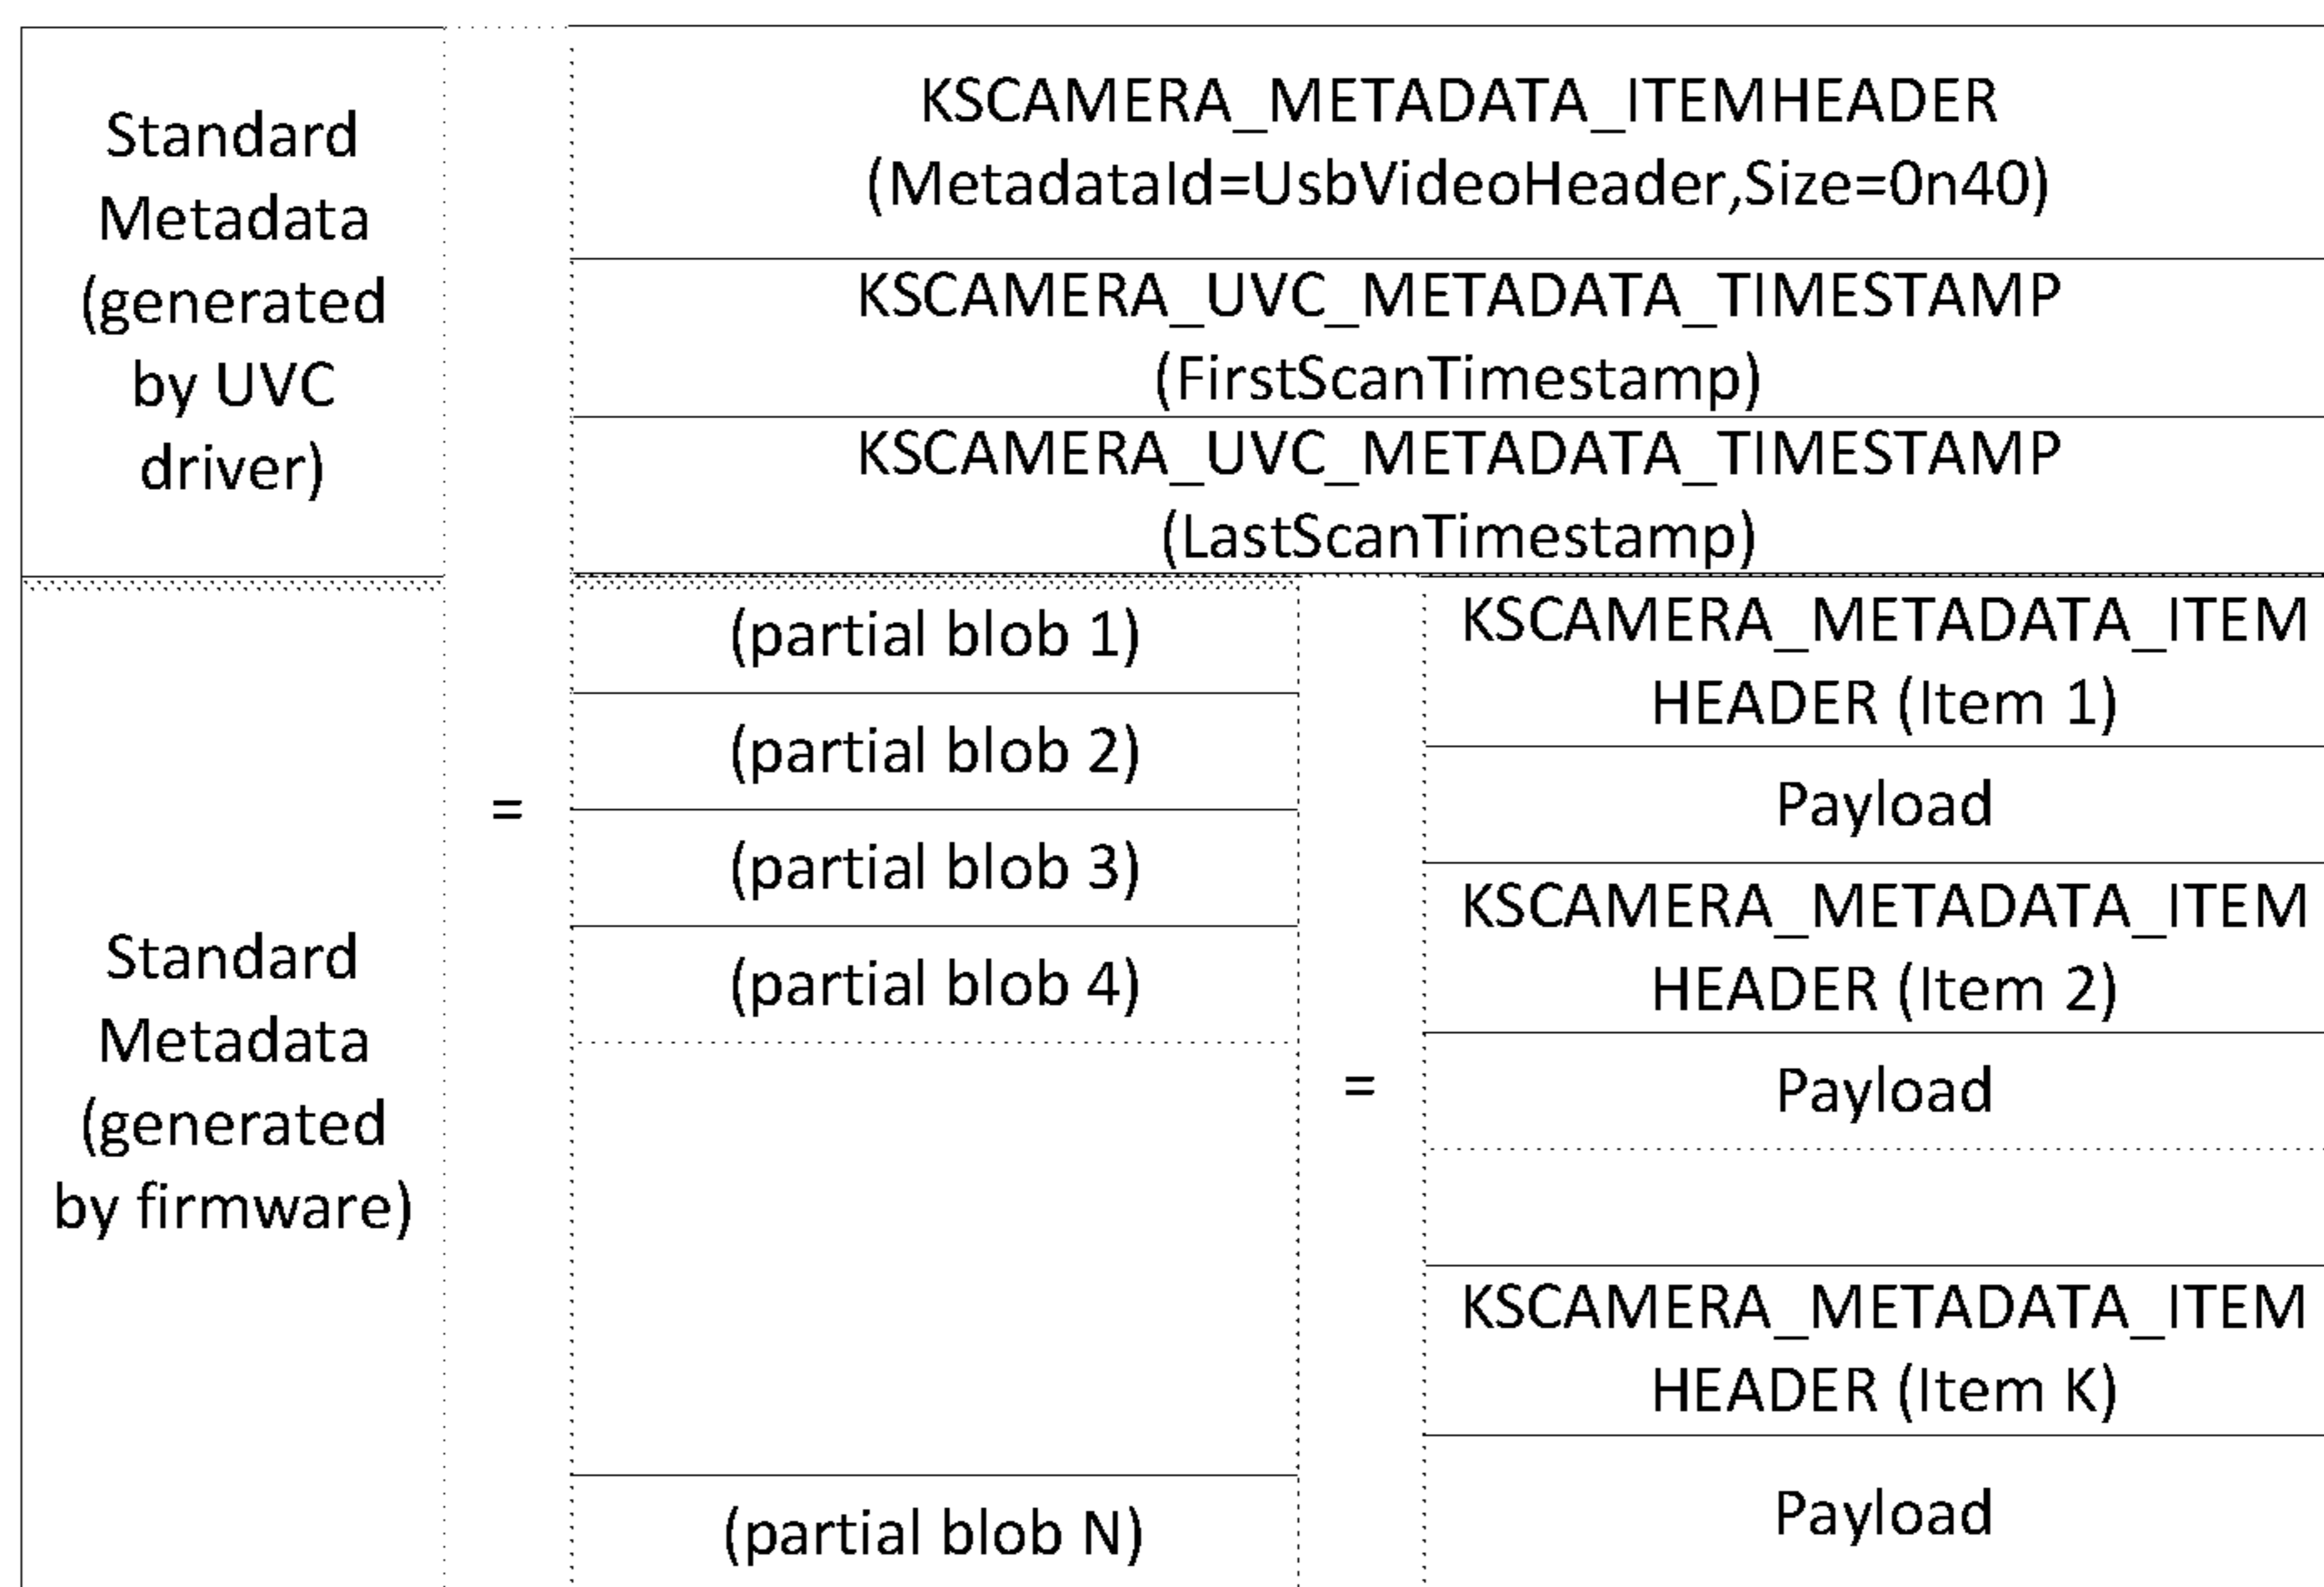 Standard
Metadata
(generated
by UVC
driver)
KSCAMERA_METADATA_ITEMHEADER
(MetadataId=UsbVideoHeader,Size=0n40)
KSCAMERA_UVC_METADATA_TIMESTAMP
(FirstScanTimestamp)
KSCAMERA_UVC_METADATA_TIMESTAMP
(LastScanTimestamp)
Standard
Metadata
(generated
by firmware)
=
(partial blob 1)
(partial blob 2)
(partial blob 3)
(partial blob 4)
(partial blob N)
=
KSCAMERA_METADATA_ITEM
HEADER (Item 1)
Payload
KSCAMERA_METADATA_ITEM
HEADER (Item 2)
Payload
KSCAMERA_METADATA_ITEM
HEADER (Item K)
Payload